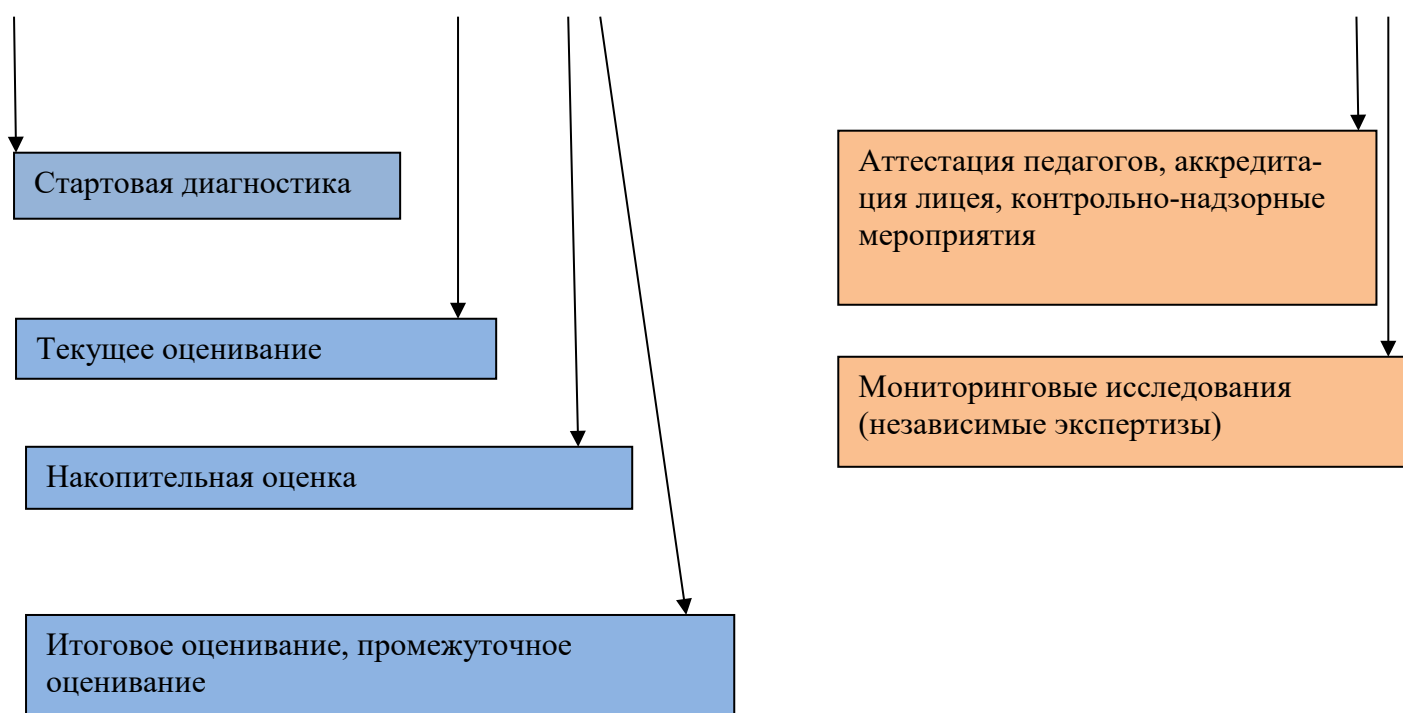 Стартовая диагностика
Текущее оценивание
Накопительная оценка
Итоговое оценивание, промежуточное
оценивание
Аттестация педагогов, аккредита-
ция лицея, контрольно-надзорные
мероприятия
Мониторинговые исследования
(независимые экспертизы)